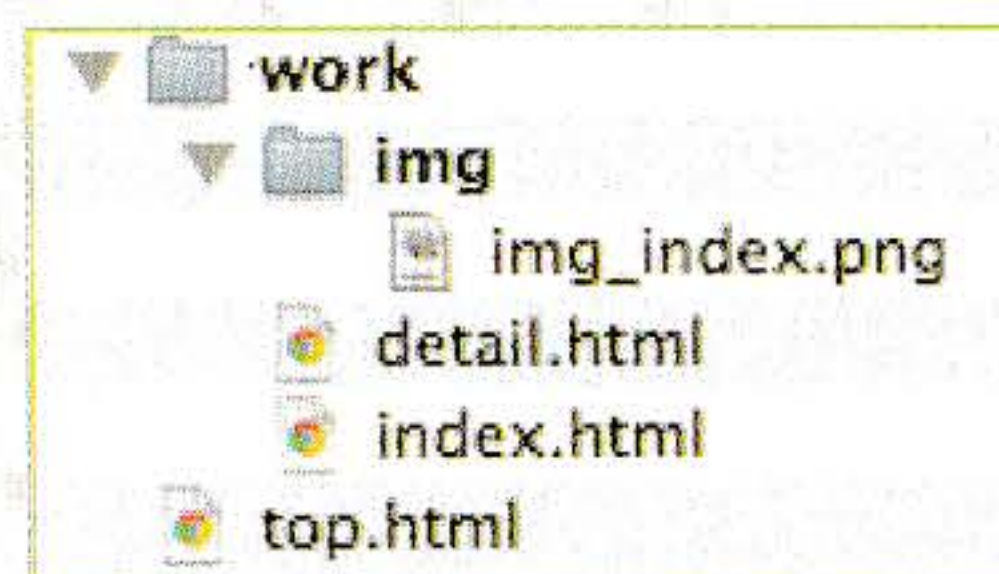 work
img
img_index.png
detail.html
index.html
top.html